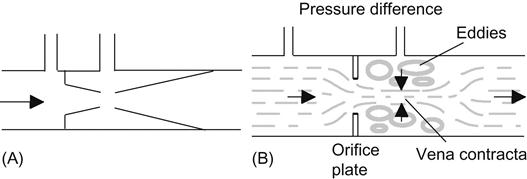 Pressure difference
Eddies
(A)
(B)
Orifice
plate
Vena contracta